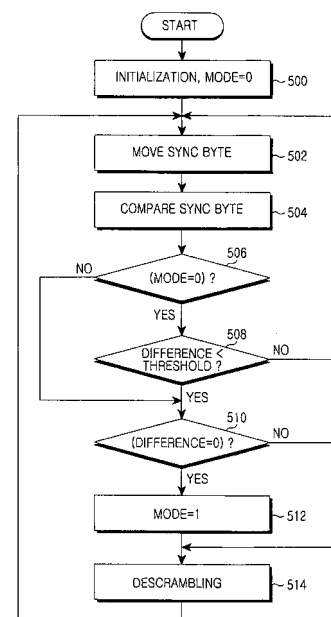 START
INITIALIZATION, MODE=0
500
MOVE SYNC BYTE
502
COMPARE SYNC BYTE
504
506
NO
(MODE=0) ?
YES
508
DIFFERENCE <
THRESHOLD ?
NO
YES
510
(DIFFERENCE=0) ?
NO
YES
MODE=1
512
DESCRAMBLING
514